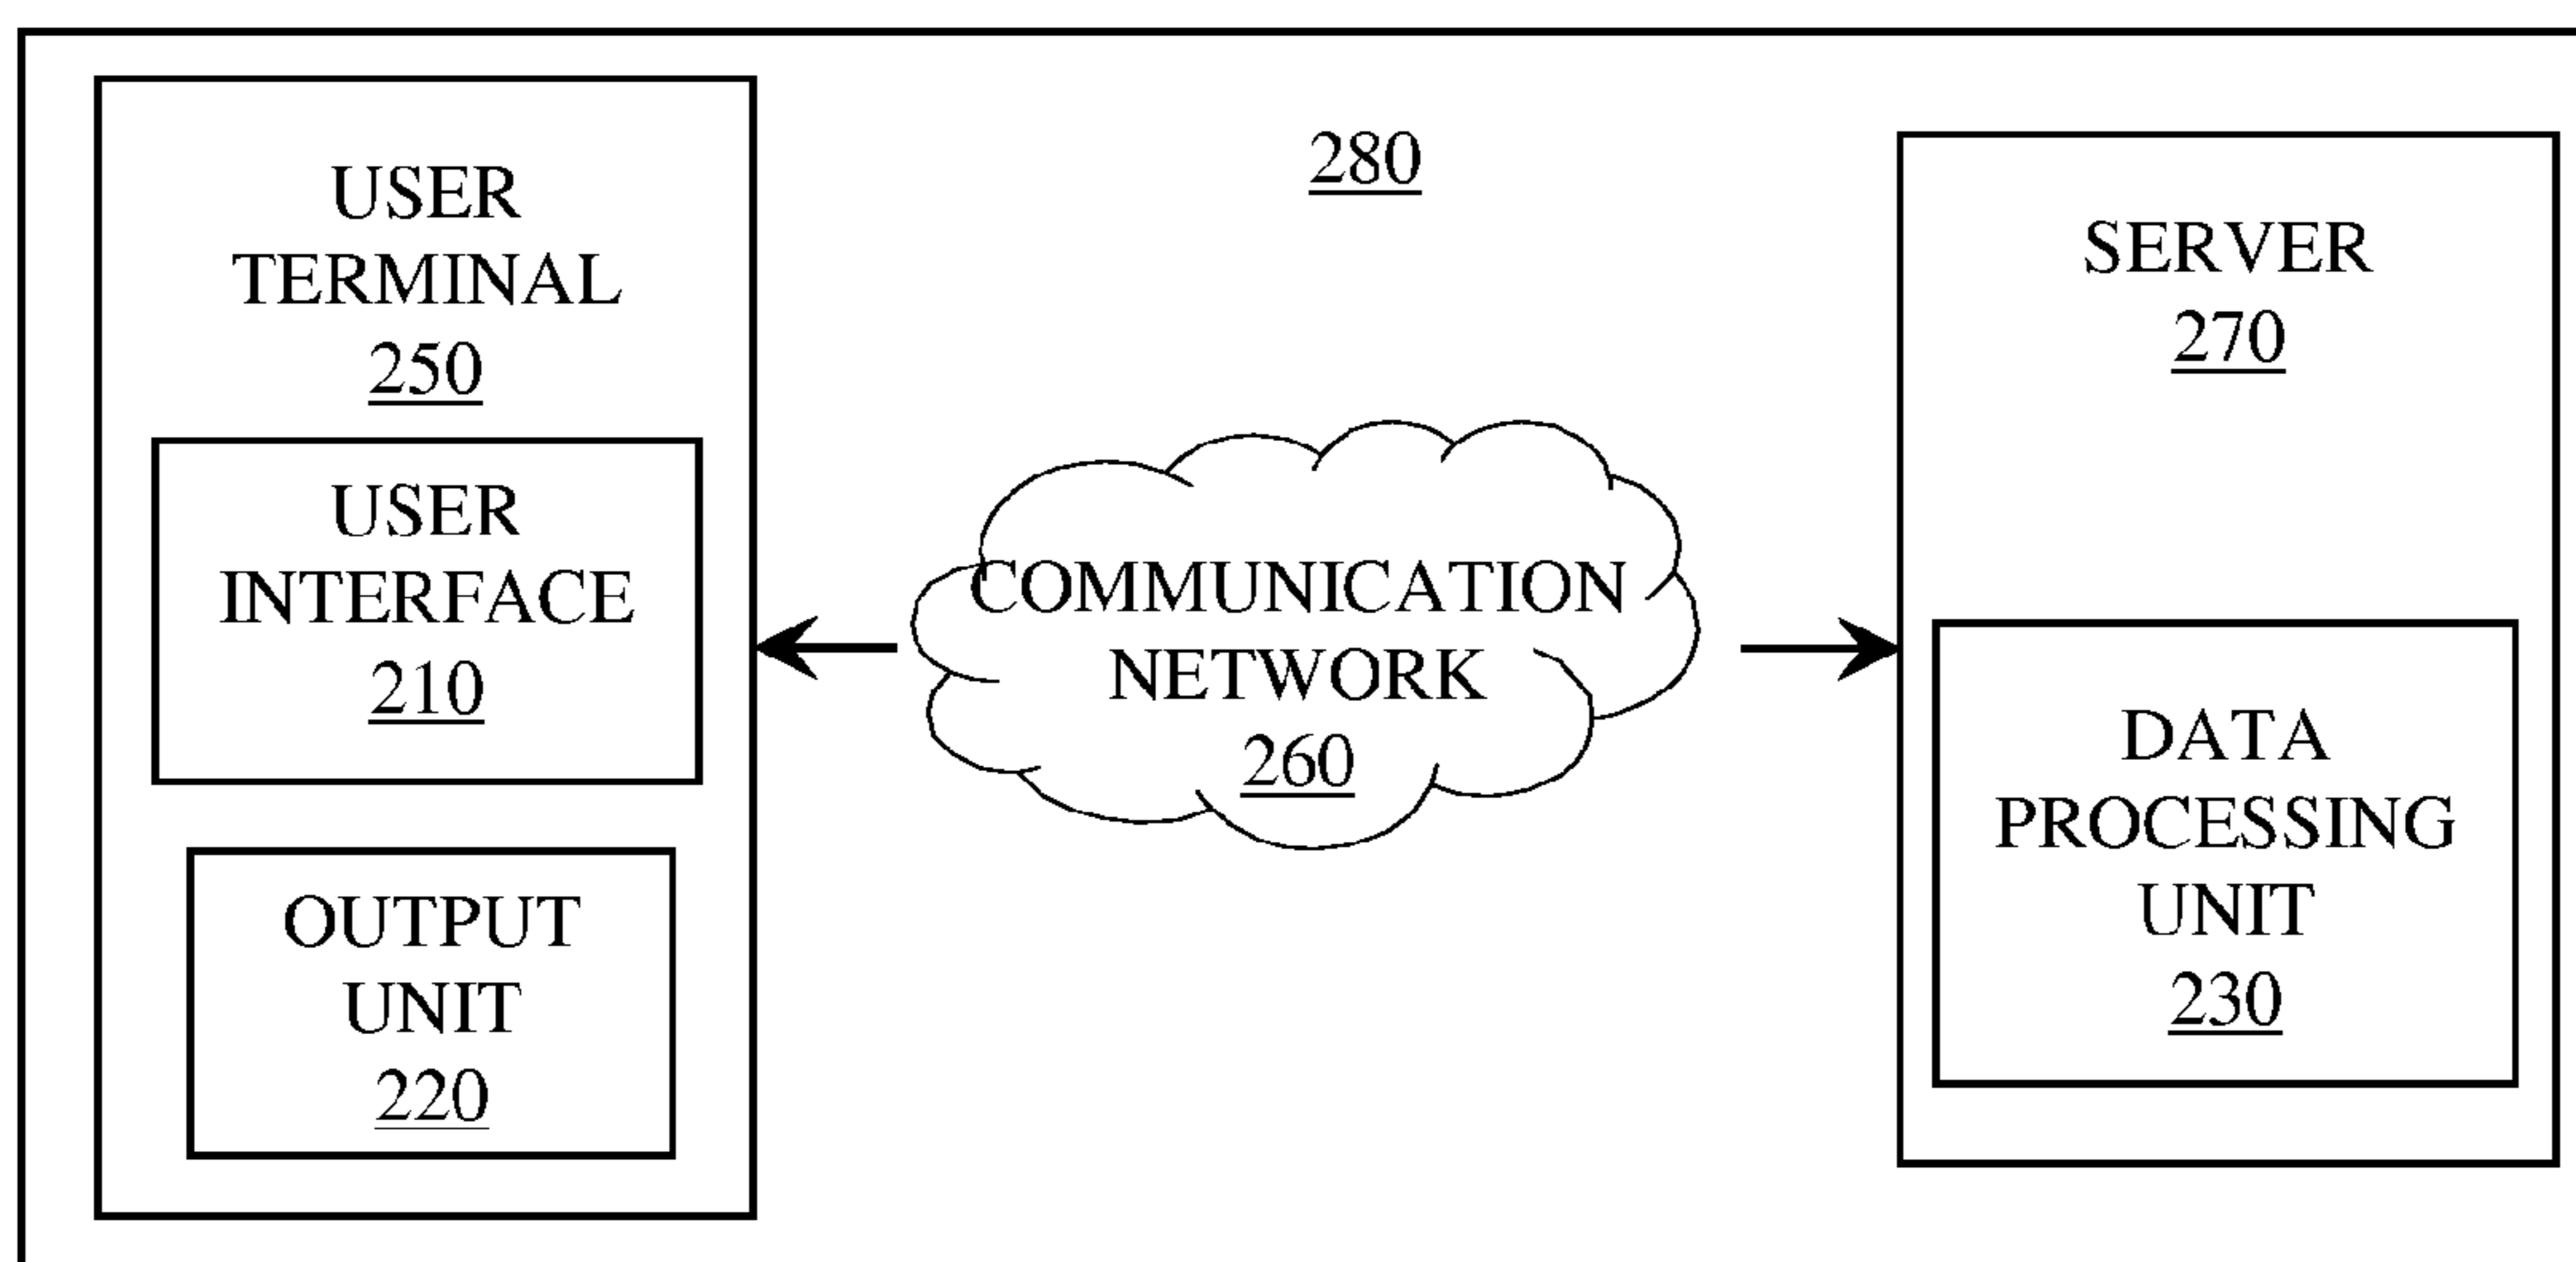 USER
TERMINAL
250
USER
INTERFACE
210
OUTPUT
UNIT
220
280
COMMUNICATION
NETWORK
260
SERVER
270
DATA
PROCESSING
UNIT
230